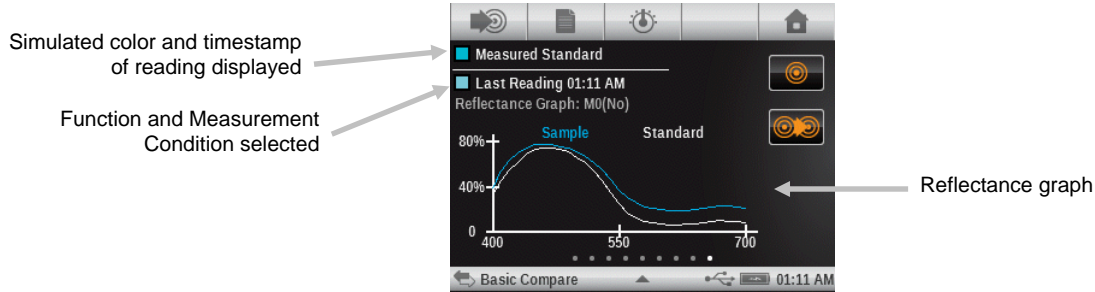 Simulated color and timestamp
of reading displayed
Function and Measurement
Condition selected
Measured Standard
Last Reading 01:11 AM
Reflectance Graph: M0(No)
Sample
Standard
80%
40%
0
400
550
700
Basic Compare
01:11 AM
Reflectance graph